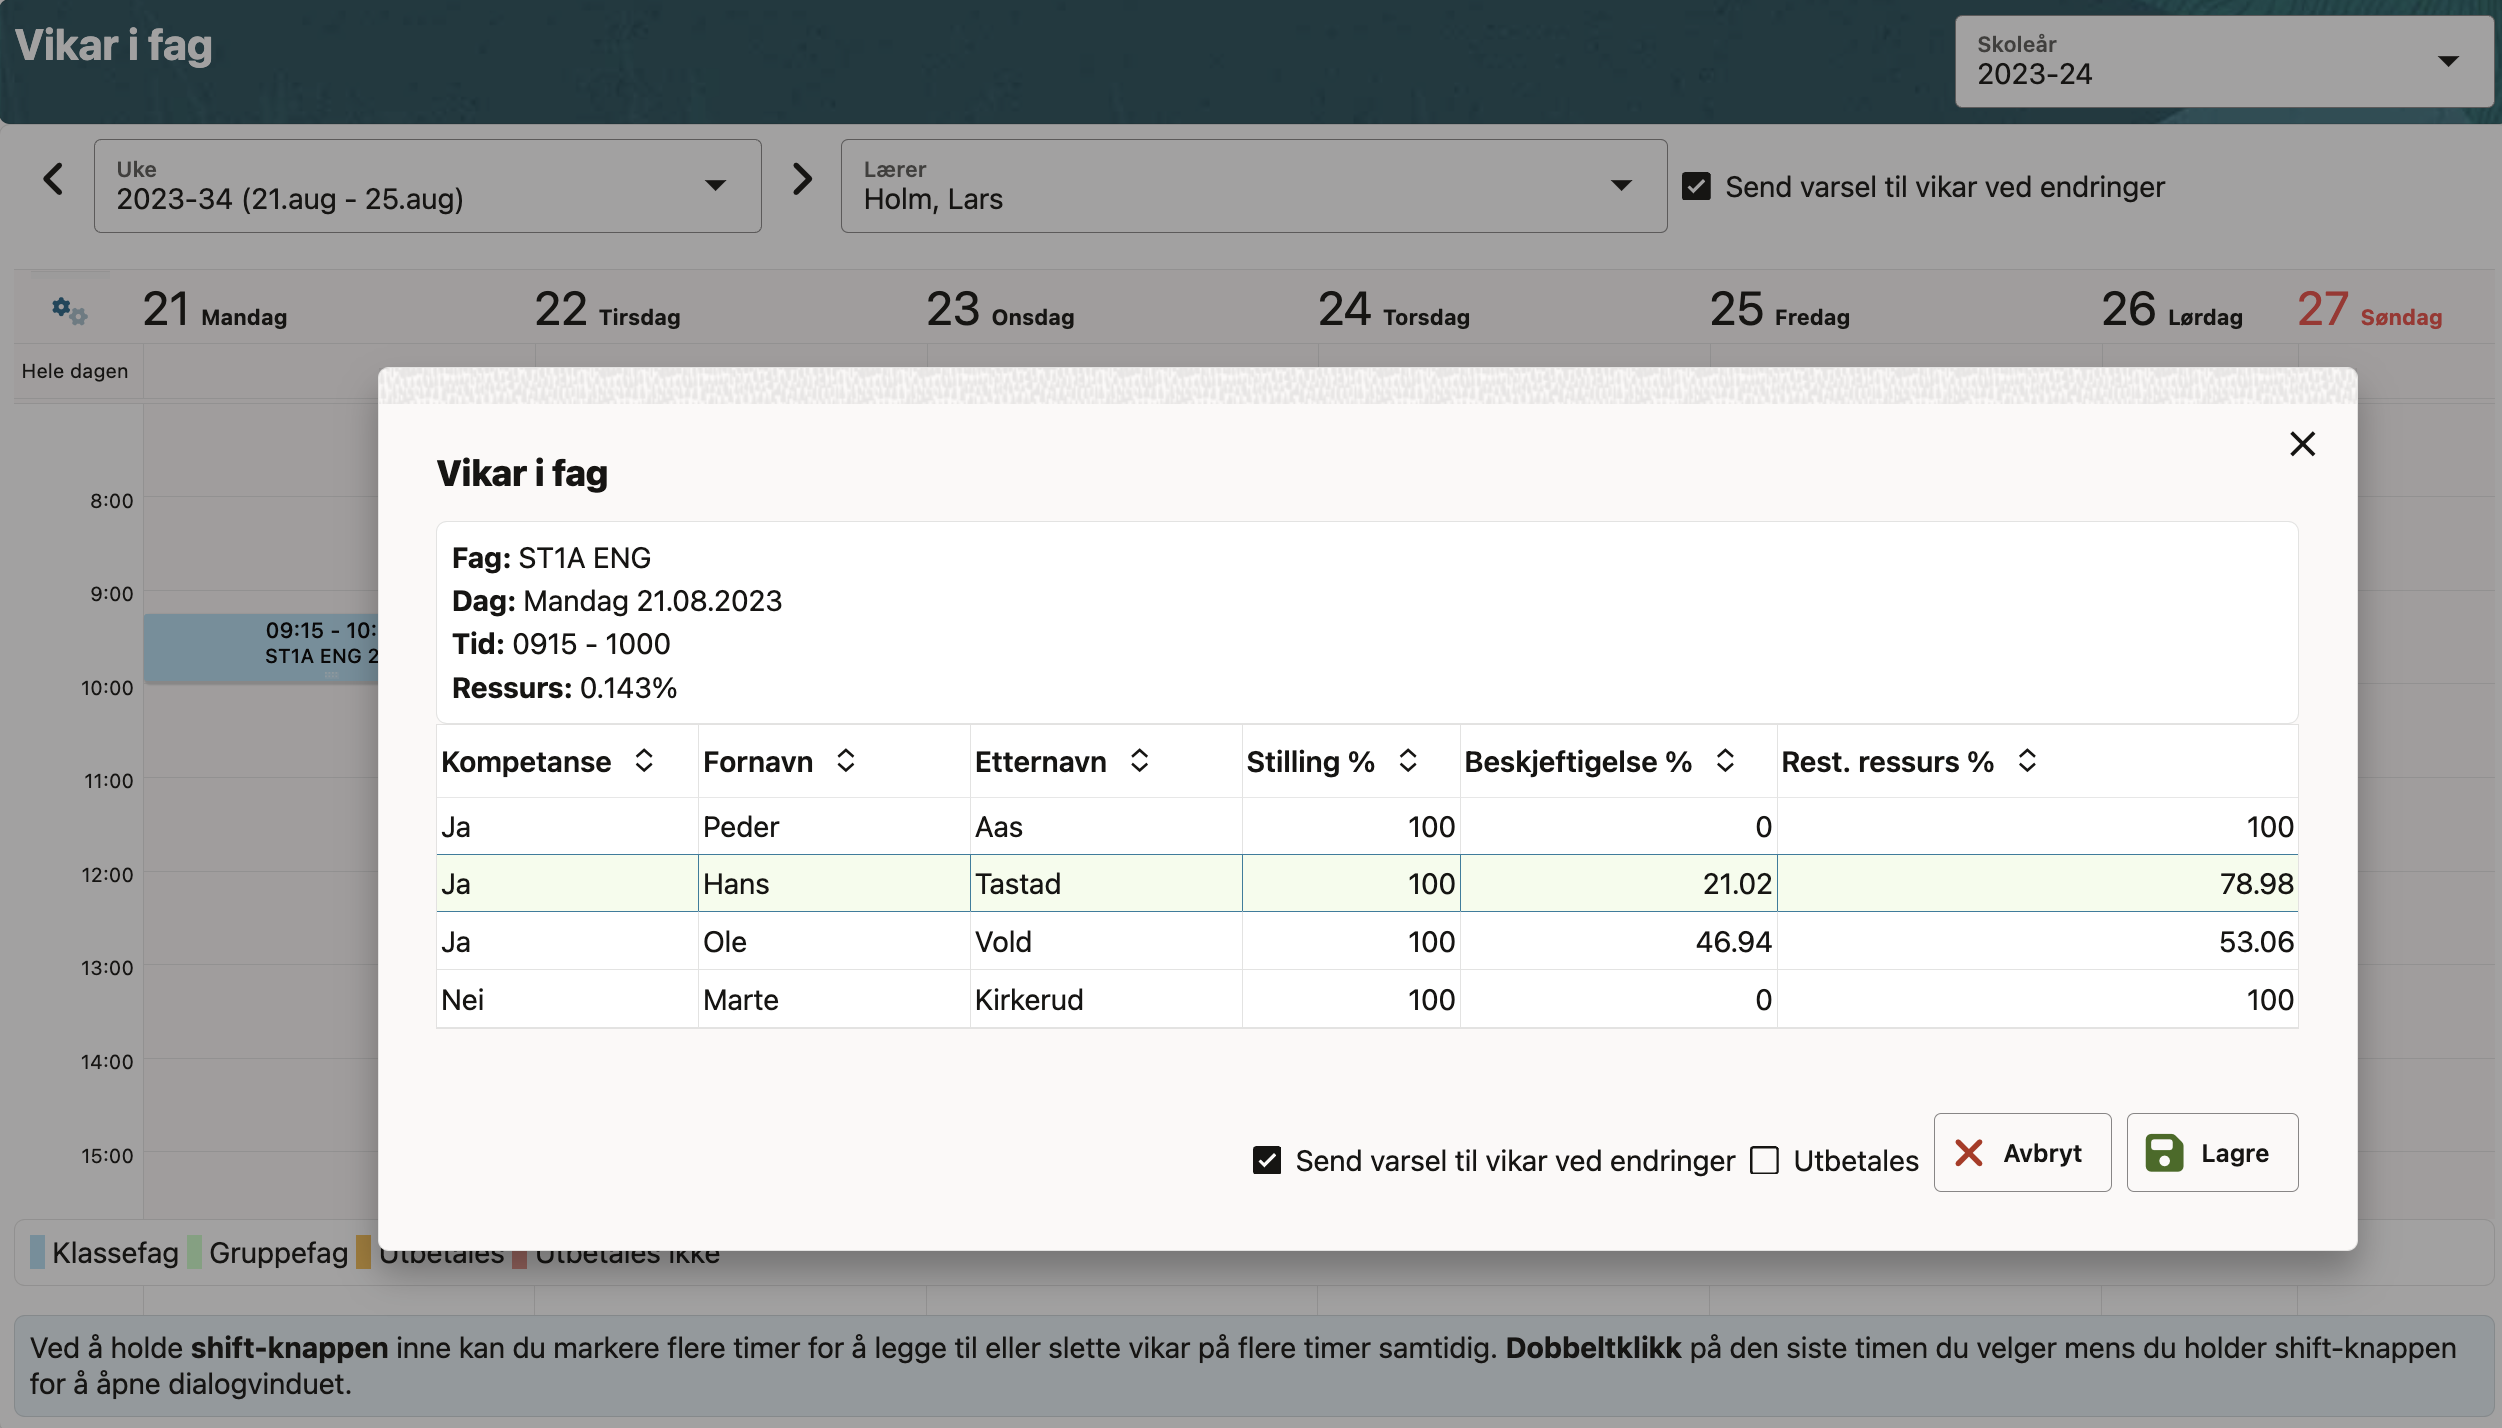 Vikar i fag
Skoleår
2023-24
Uke
2023-34 (21.aug - 25.aug)
Lærer
Holm, Lars
Send varsel til vikar ved endringer
21 Mandag
22 Tirsdag
23 Onsdag
24 Torsdag
25 Fredag
26 Lørdag
27 Søndag
Hele dagen
8:00
9:00
09:15 - 10:
ST1A ENG 2
10:00
11:00
12:00
13:00
14:00
15:00
Vikar i fag
Fag: ST1A ENG
Dag: Mandag 21.08.2023
Tid: 0915 - 1000
Ressurs: 0.143%
Kompetanse Fornavn Etternavn Stilling % Beskjeftigelse % Rest. ressurs %
Ja Peder Aas 100 0 100
Ja Hans Tastad 100 21.02 78.98
Ja Ole Vold 100 46.94 53.06
Nei Marte Kirkerud 100 0 100
Send varsel til vikar ved endringer Utbetales Avbryt Lagre
Klassefag Gruppefag Utbetales Utbetales ikke
Ved å holde shift-knappen inne kan du markere flere timer for å legge til eller slette vikar på flere timer samtidig. Dobbeltklikk på den siste timen du velger mens du holder shift-knappen
for å åpne dialogvinduet.